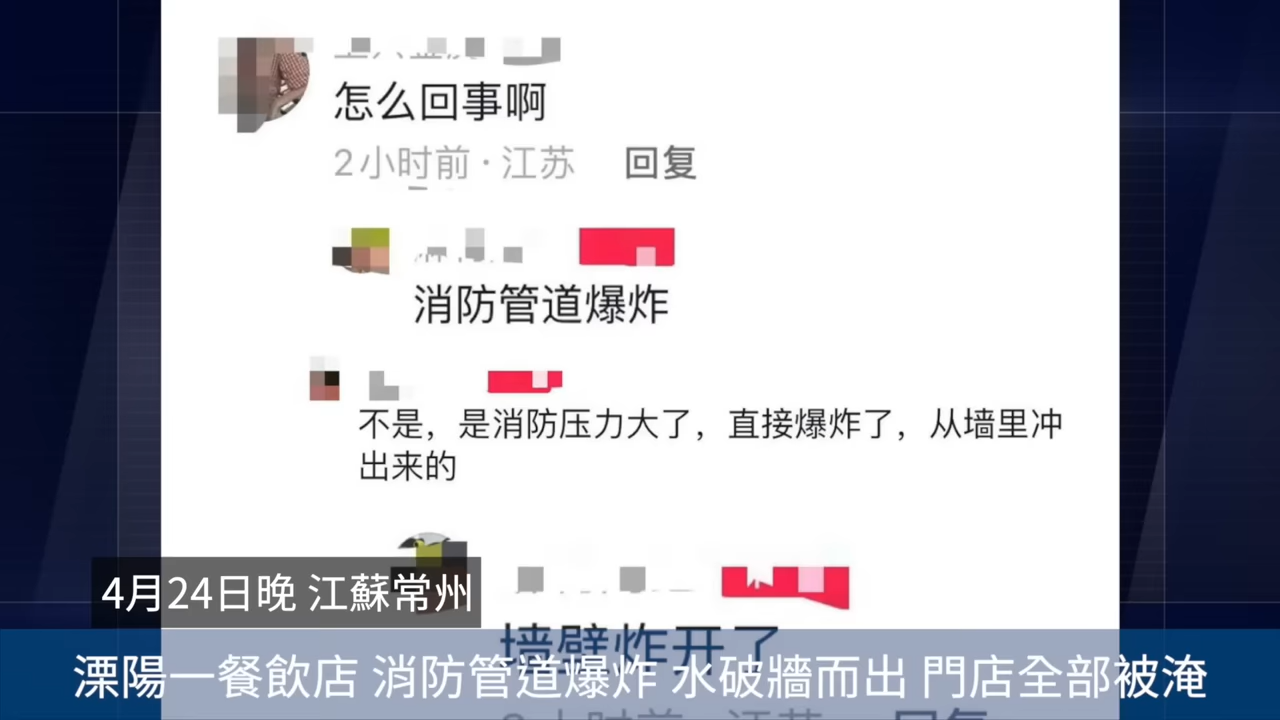 怎么回事啊
2小时前·江苏 回复
消防管道爆炸
不是，是消防压力大了，直接爆炸了，从墙里冲
出来的
墙壁炸开了
4月24日晚 江蘇常州
溧陽一餐飲店 消防管道爆炸 水破牆而出 門店全部被淹